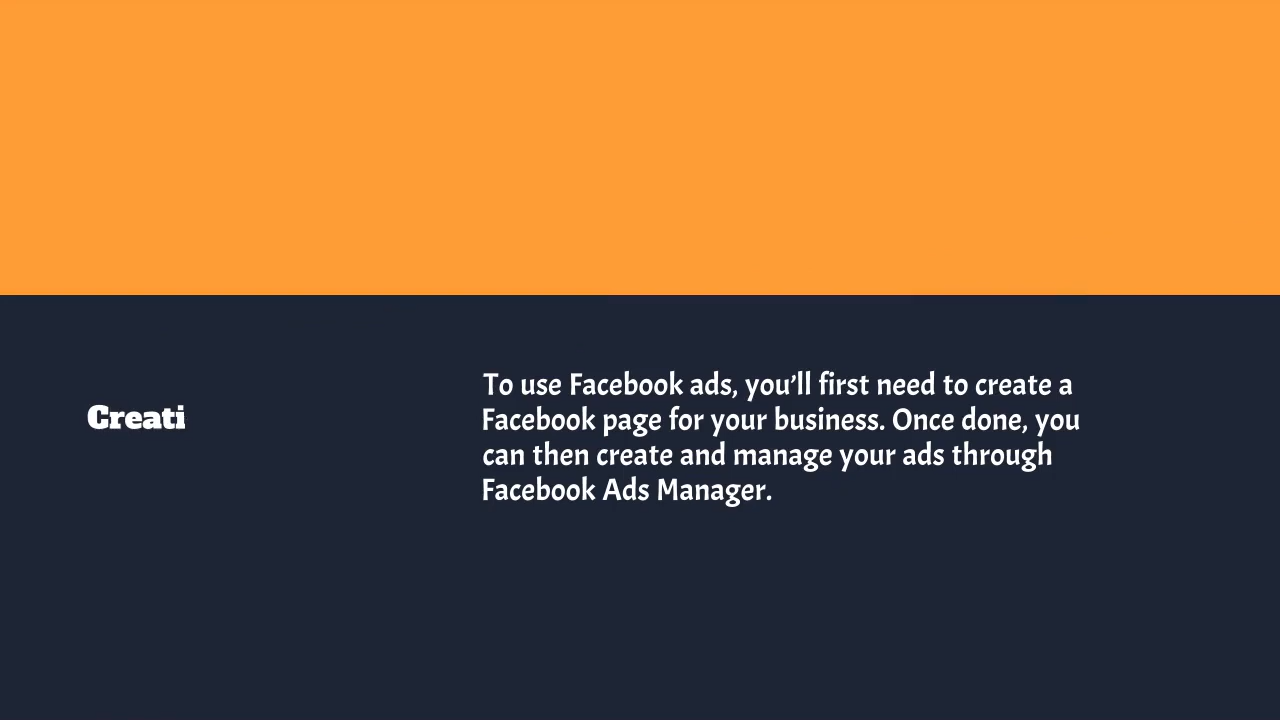 Creati
To use Facebook ads, you’ll first need to create a
Facebook page for your business. Once done, you
can then create and manage your ads through
Facebook Ads Manager.